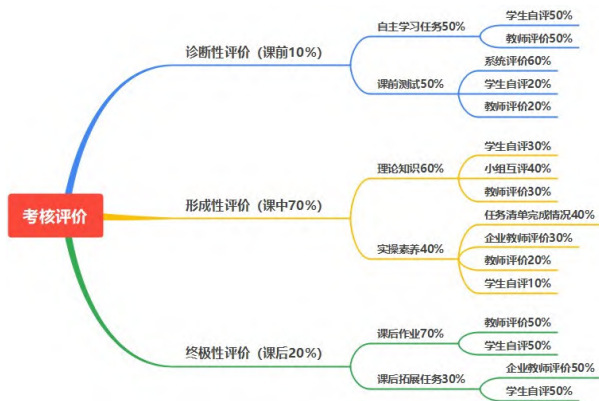 考核评价
诊断性评价（课前10%）
自主学习任务50%
学生自评50%
教师评价50%
课前测试50%
系统评价60%
学生自评20%
教师评价20%
形成性评价（课中70%）
理论知识60%
学生自评30%
小组互评40%
教师评价30%
实操素养40%
任务清单完成情况40%
企业教师评价30%
教师评价20%
学生自评10%
终极性评价（课后20%）
课后作业70%
教师评价50%
学生自评50%
课后拓展任务30%
企业教师评价50%
学生自评50%